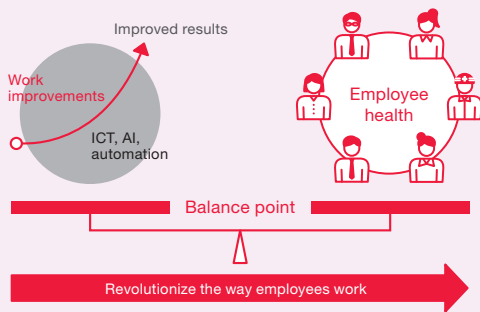 Improved results
Work
improvements
ICT, AI,
automation
Employee
health
Balance point
Revolutionize the way employees work